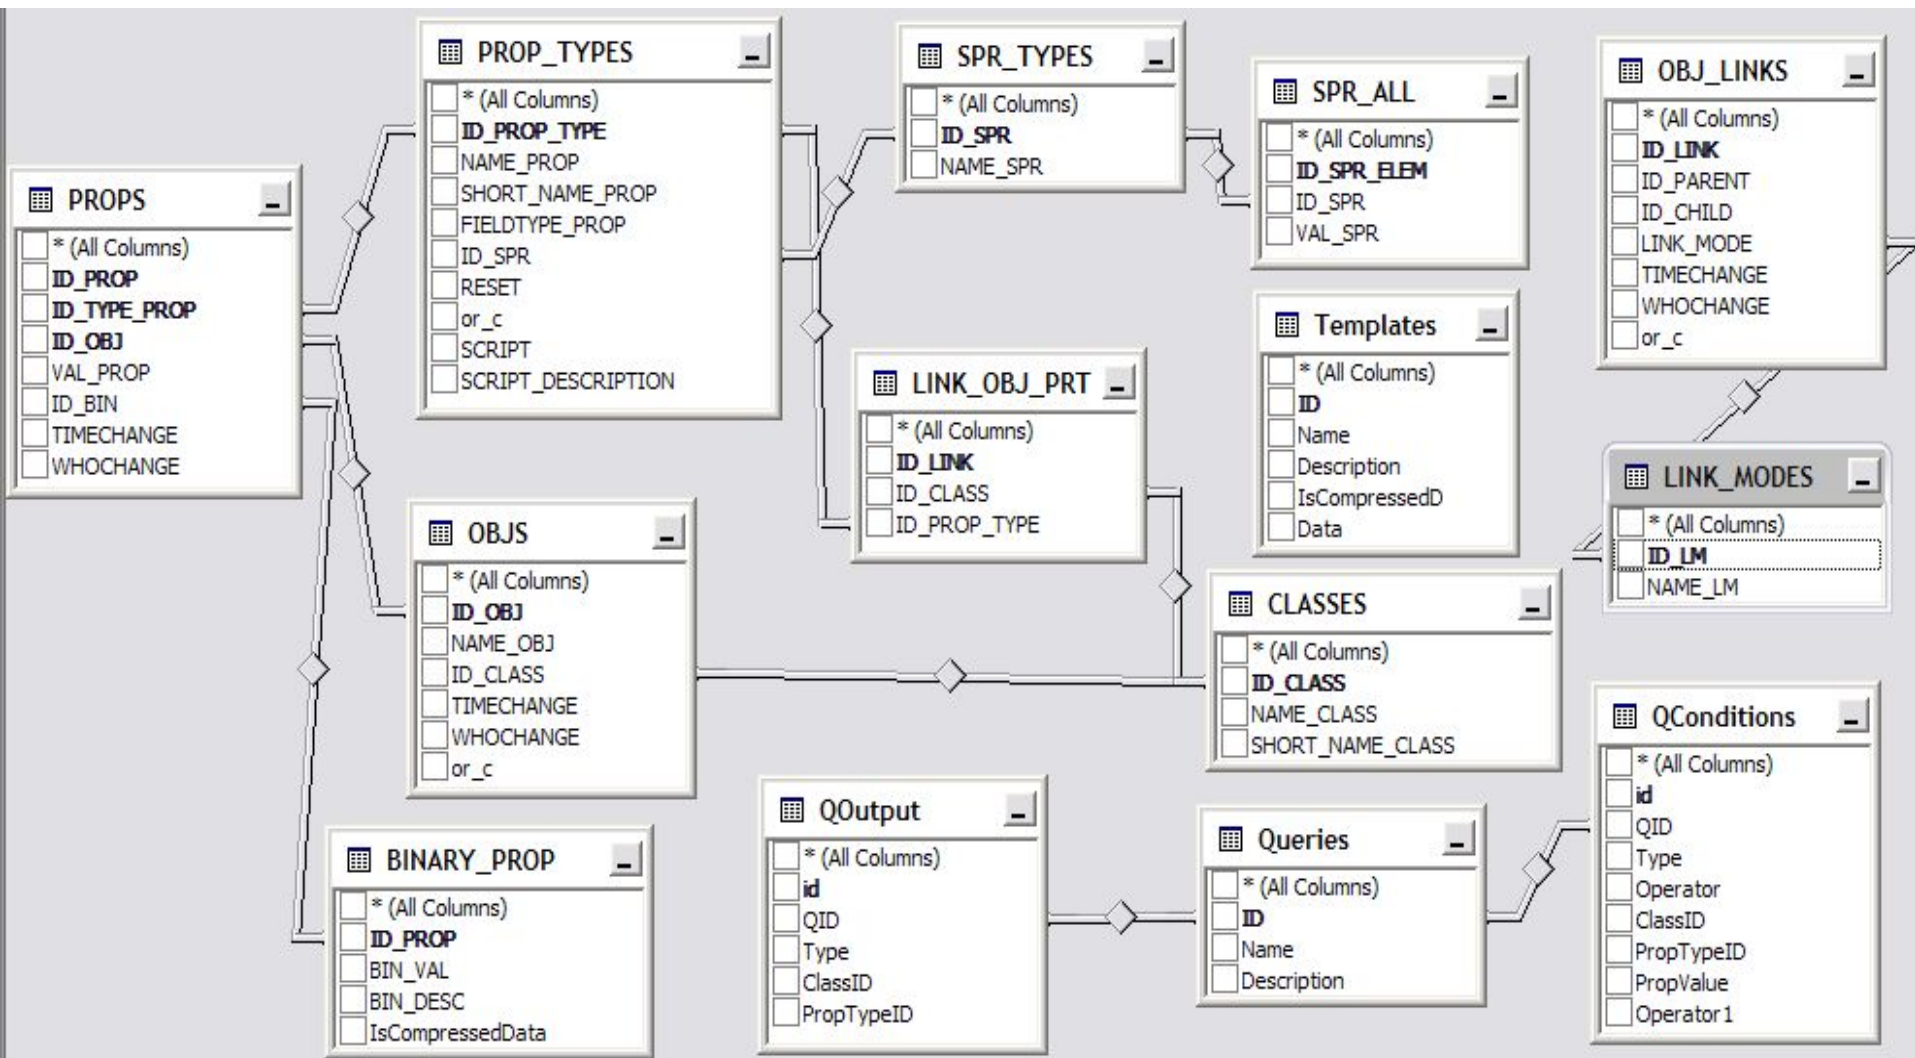 PROPS
* (All Columns)
ID_PROP
ID_TYPE_PROP
ID_OBJ
VAL_PROP
ID_BIN
TIMECHANGE
WHOCHANGE
PROP_TYPES
* (All Columns)
ID_PROP_TYPE
NAME_PROP
SHORT_NAME_PROP
FIELDTYPE_PROP
ID_SPR
RESET
or_c
SCRIPT
SCRIPT_DESCRIPTION
SPR_TYPES
* (All Columns)
ID_SPR
NAME_SPR
SPR_ALL
* (All Columns)
ID_SPR_ELEM
ID_SPR
VAL_SPR
OBJ_LINKS
* (All Columns)
ID_LINK
ID_PARENT
ID_CHILD
LINK_MODE
TIMECHANGE
WHOCHANGE
or_c
Templates
* (All Columns)
ID
Name
Description
IsCompressedD
Data
LINK_OBJ_PRT
* (All Columns)
ID_LINK
ID_CLASS
ID_PROP_TYPE
LINK_MODES
* (All Columns)
ID_LM
NAME_LM
OBJS
* (All Columns)
ID_OBJ
NAME_OBJ
ID_CLASS
TIMECHANGE
WHOCHANGE
or_c
CLASSES
* (All Columns)
ID_CLASS
NAME_CLASS
SHORT_NAME_CLASS
BINARY_PROP
* (All Columns)
ID_PROP
BIN_VAL
BIN_DESC
IsCompressedData
QOutput
* (All Columns)
id
QID
Type
ClassID
PropTypeID
Queries
* (All Columns)
ID
Name
Description
QConditions
* (All Columns)
id
QID
Type
Operator
ClassID
PropTypeID
PropValue
Operator1